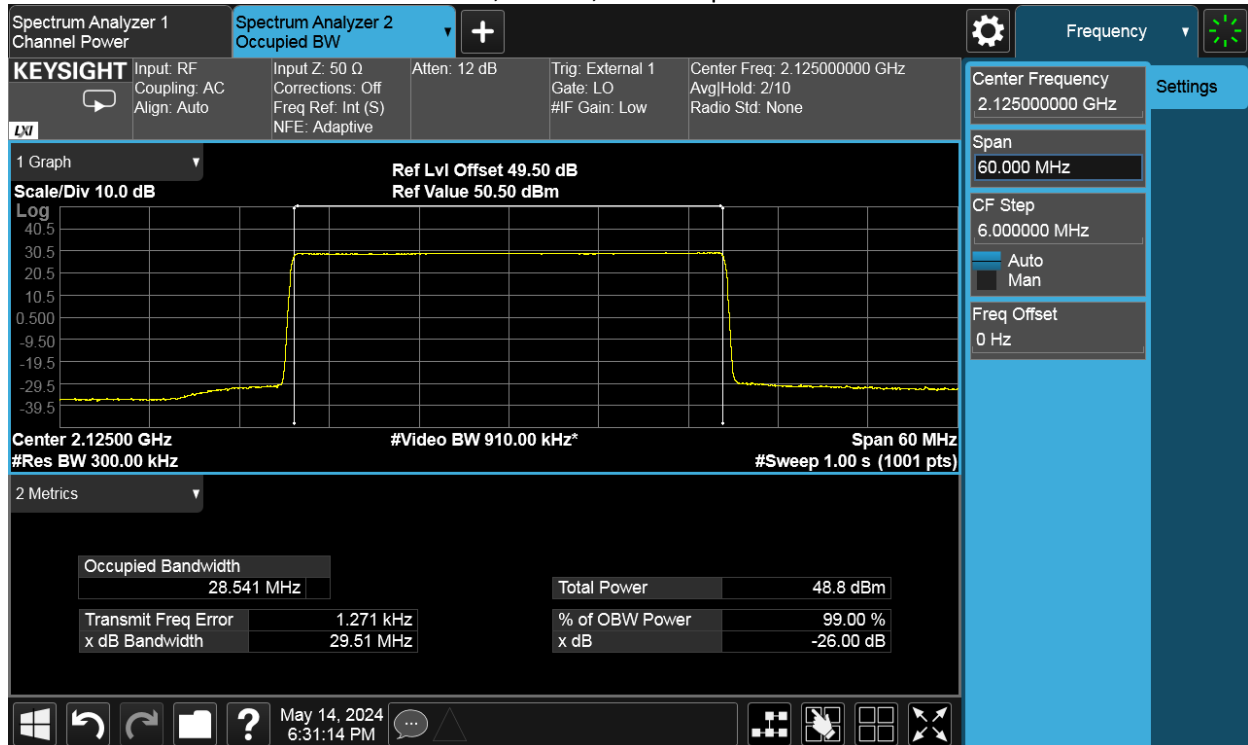 Spectrum Analyzer 1
Channel Power
Spectrum Analyzer 2
Occupied BW
Frequency
KEYSIGHT
LXI
Input: RF
Coupling: AC
Align: Auto
Input Z: 50 Ω
Corrections: Off
Freq Ref: Int (S)
NFE: Adaptive
Atten: 12 dB
Trig: External 1
Gate: LO
#IF Gain: Low
Center Freq: 2.125000000 GHz
Avg|Hold: 2/10
Radio Std: None
1 Graph
Scale/Div 10.0 dB
Ref Lvl Offset 49.50 dB
Ref Value 50.50 dBm
Log
40.5
30.5
20.5
10.5
0.500
-9.50
-19.5
-29.5
-39.5
Center 2.12500 GHz
#Res BW 300.00 kHz
#Video BW 910.00 kHz*
Span 60 MHz
#Sweep 1.00 s (1001 pts)
2 Metrics
Occupied Bandwidth
28.541 MHz
Transmit Freq Error 1.271 kHz
x dB Bandwidth 29.51 MHz
Total Power 48.8 dBm
% of OBW Power 99.00 %
x dB -26.00 dB
Center Frequency
2.125000000 GHz
Settings
Span
60.000 MHz
CF Step
6.000000 MHz
Auto
Man
Freq Offset
0 Hz
?
May 14, 2024
6:31:14 PM